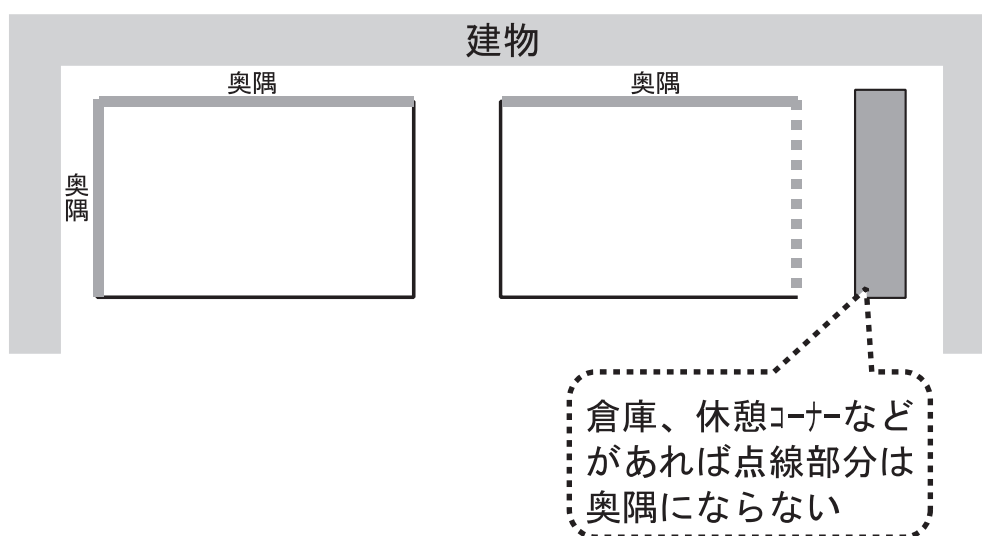 建物
奥隅
奥隅
奥隅
倉庫、休憩ｺｰﾅｰなど
があれば点線部分は
奥隅にならない